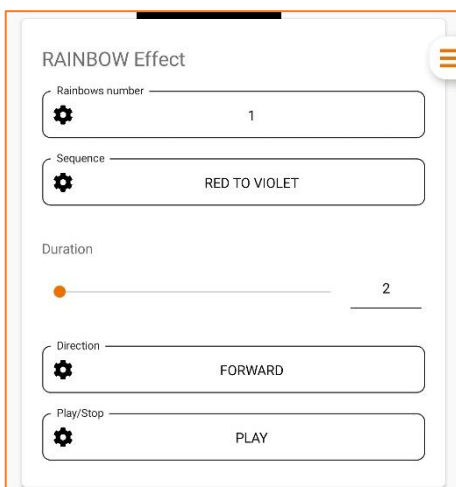 RAINBOW Effect
Rainbows number
1
Sequence
RED TO VIOLET
Duration
2
Direction
FORWARD
Play/Stop
PLAY